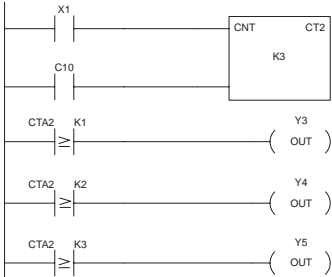 X1
CNT CT2
K3
C10
CTA2 ≥ K1
Y3
OUT
CTA2 ≥ K2
Y4
OUT
CTA2 ≥ K3
Y5
OUT